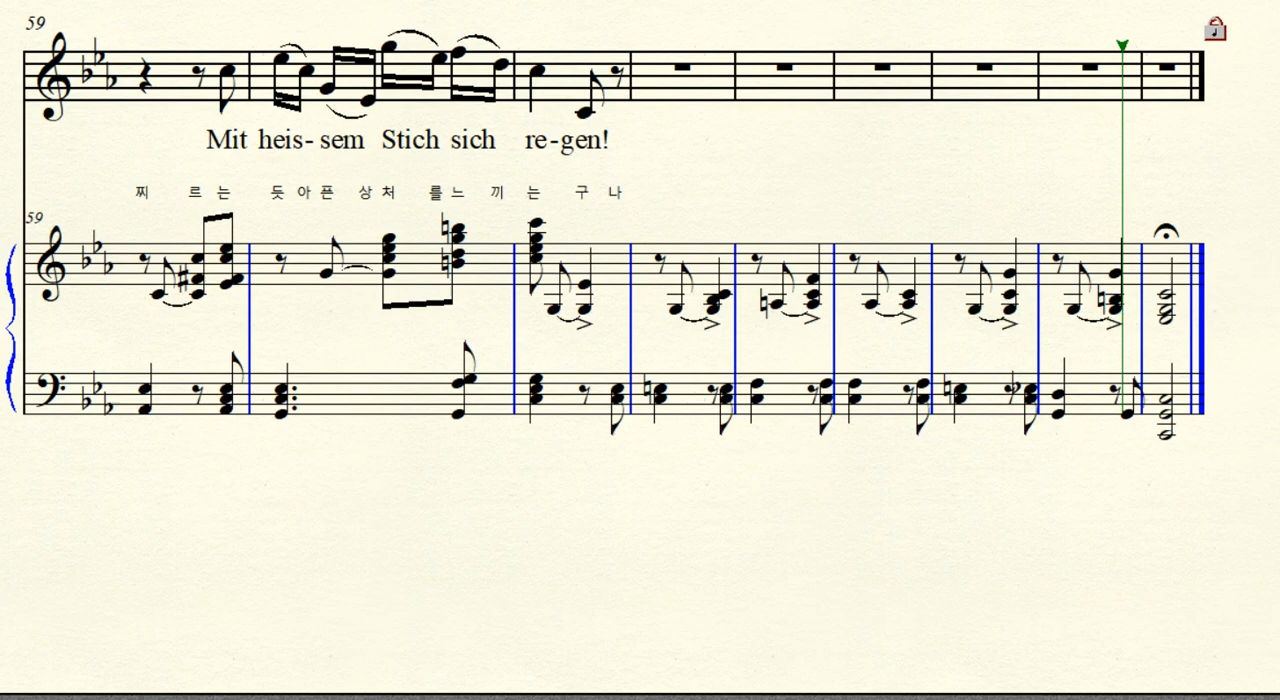 59
Mit heis- sem Stich sich re-gen!
찌 르 는 듯 아 픈 상 처 를 느 끼 는 구 나
59